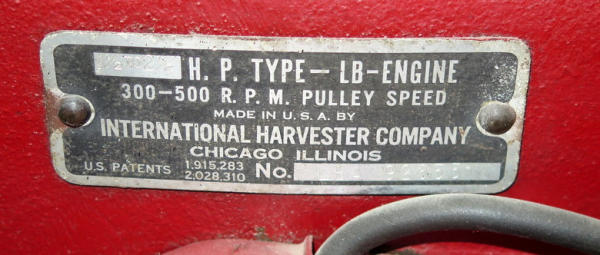 H. P. TYPE-LB-ENGINE
300-500 R. P. M. PULLEY SPEED
MADE IN U. S. A. BY
INTERNATIONAL HARVESTER COMPANY
CHICAGO ILLINOIS
U.S. PATENTS 1,915,283
2,028,310 No.